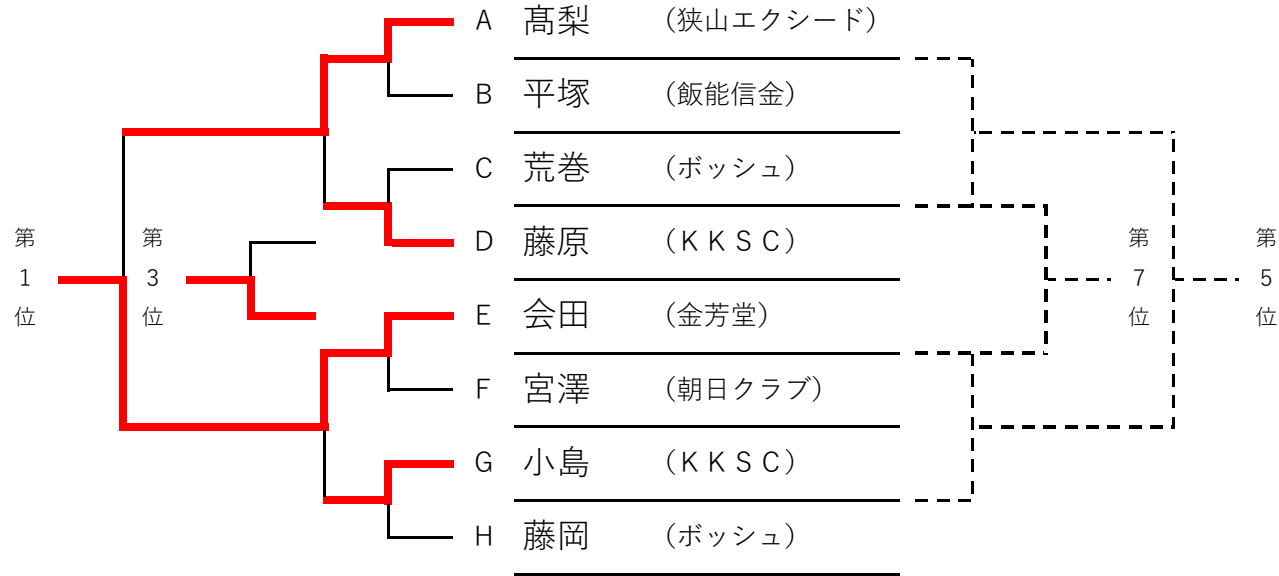 A 髙梨 （狭山エクシード）
B 平塚 （飯能信金）
C 荒巻 （ボッシュ）
D 藤原 （ＫＫＳＣ）
E 会田 （金芳堂）
F 宮澤 （朝日クラブ）
G 小島 （ＫＫＳＣ）
H 藤岡 （ボッシュ）
第1位
第3位
第7位
第5位